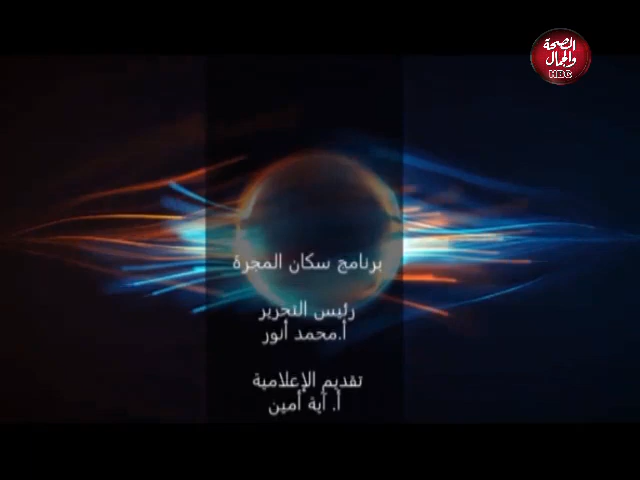 الصحة
والجمال
HBC
برنامج سكان المجرة
رئيس التحرير
أ.محمد أنور
تقديم الإعلامية
أ. آية أمين